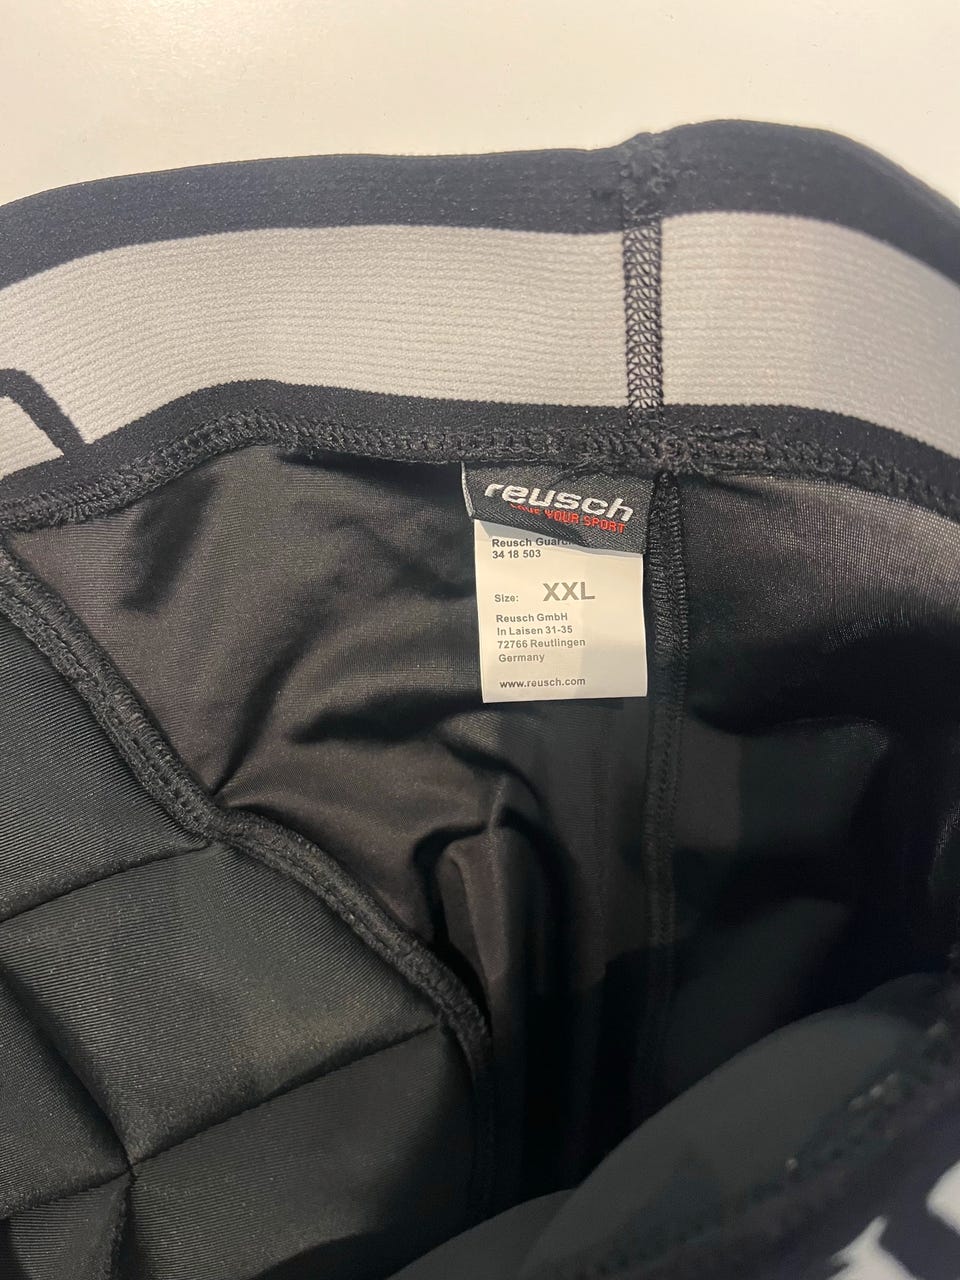 reusch
YOUR SPORT
Reusch
34 18 503
Size: XXL
Reusch GmbH
In Laisen 31-35
72766 Reutlingen
Germany
www.reusch.com